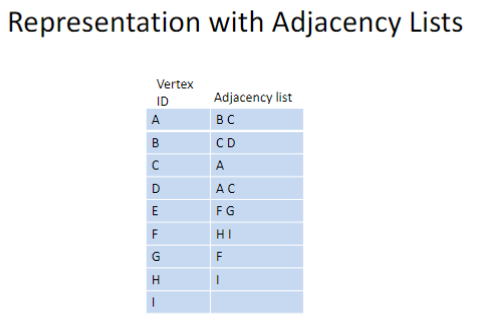 Representation with Adjacency Lists
Vertex
ID Adjacency list
A B C
B C D
C A
D A C
E F G
F H I
G F
H I
I